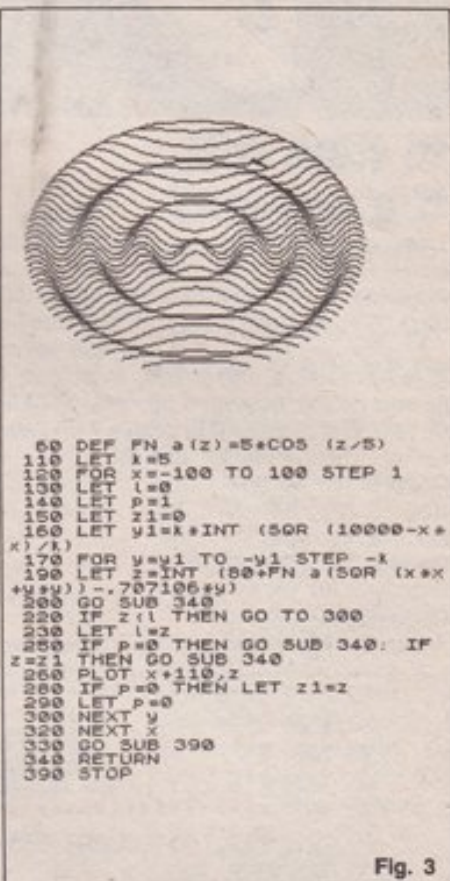 60 DEF FN a(z)=5*COS (z/5)
110 LET k=5
120 FOR x=-100 TO 100 STEP 1
130 LET l=0
140 LET p=1
150 LET z1=0
160 LET y1=k*INT (SQR (10000-x*
x)/k)
170 FOR y=y1 TO -y1 STEP -k
190 LET z=INT (80+FN a(SQR (x*x
+y*y))-.707106*y)
200 GO SUB 340
220 IF z<l THEN GO TO 300
230 LET l=z
250 IF p=0 THEN GO SUB 340: IF
z=z1 THEN GO SUB 340
260 PLOT x+110,z
280 IF p=0 THEN LET z1=z
290 LET p=0
300 NEXT y
320 NEXT x
330 GO SUB 390
340 RETURN
390 STOP
Fig. 3